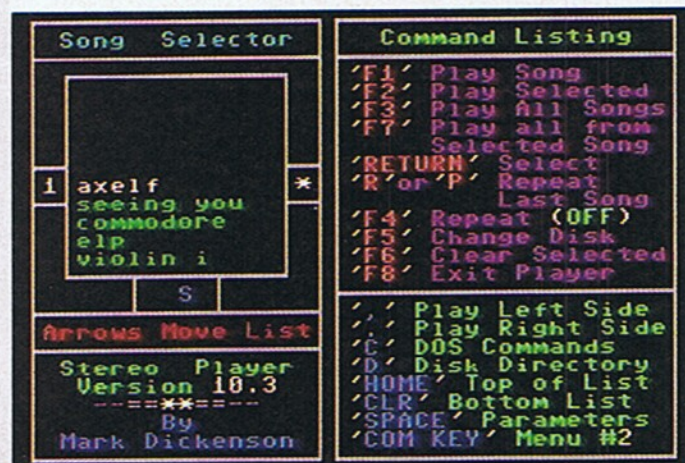 Song Selector
i axelf *
seeing you
commodore
elp
violin i
S
Arrows Move List
Stereo Player
Version 10.3
--==**==--
By
Mark Dickenson
Command Listing
'F1' Play Song
'F2' Play Selected
'F3' Play All Songs
'F7' Play all from
Selected Song
'RETURN' Select
'R'or'P' Repeat
Last Song
'F4' Repeat (OFF)
'F5' Change Disk
'F6' Clear Selected
'F8' Exit Player
',' Play Left Side
'.' Play Right Side
'C' DOS Commands
'D' Disk Directory
'HOME' Top of List
'CLR' Bottom List
'SPACE' Parameters
'COM KEY' Menu #2